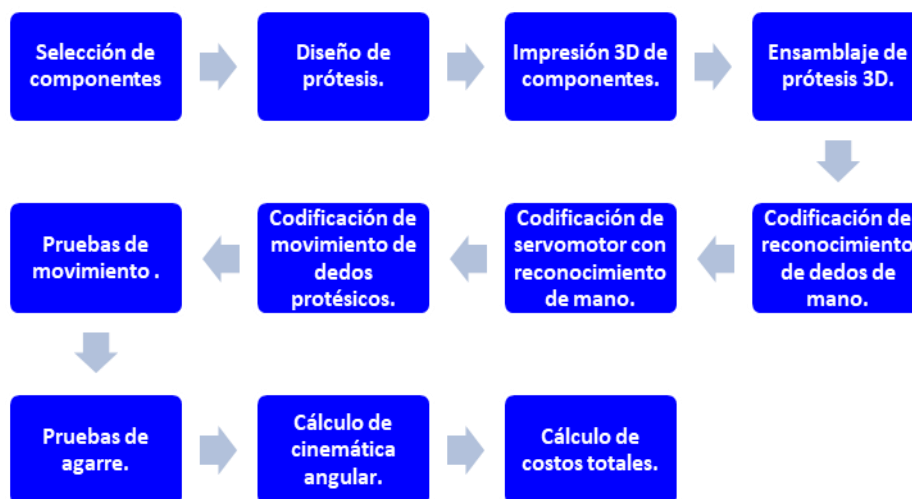 Selección de
componentes
Diseño de
prótesis.
Impresión 3D de
componentes.
Ensamblaje de
prótesis 3D.
Codificación de
reconocimiento
de dedos de
mano.
Codificación de
servomotor con
reconocimiento
de mano.
Codificación de
movimiento de
dedos
protésicos.
Pruebas de
movimiento .
Pruebas de
agarre.
Cálculo de
cinemática
angular.
Cálculo de
costos totales.